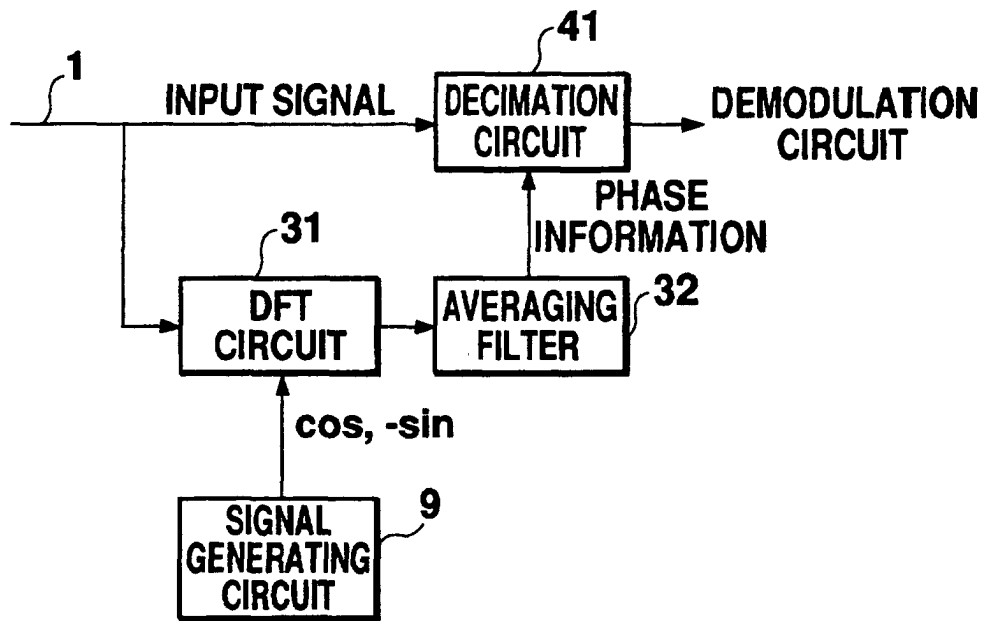 41
1
INPUT SIGNAL
DECIMATION
CIRCUIT
DEMODULATION
CIRCUIT
PHASE
INFORMATION
31
DFT
CIRCUIT
AVERAGING
FILTER
32
cos, -sin
SIGNAL
GENERATING
CIRCUIT
9